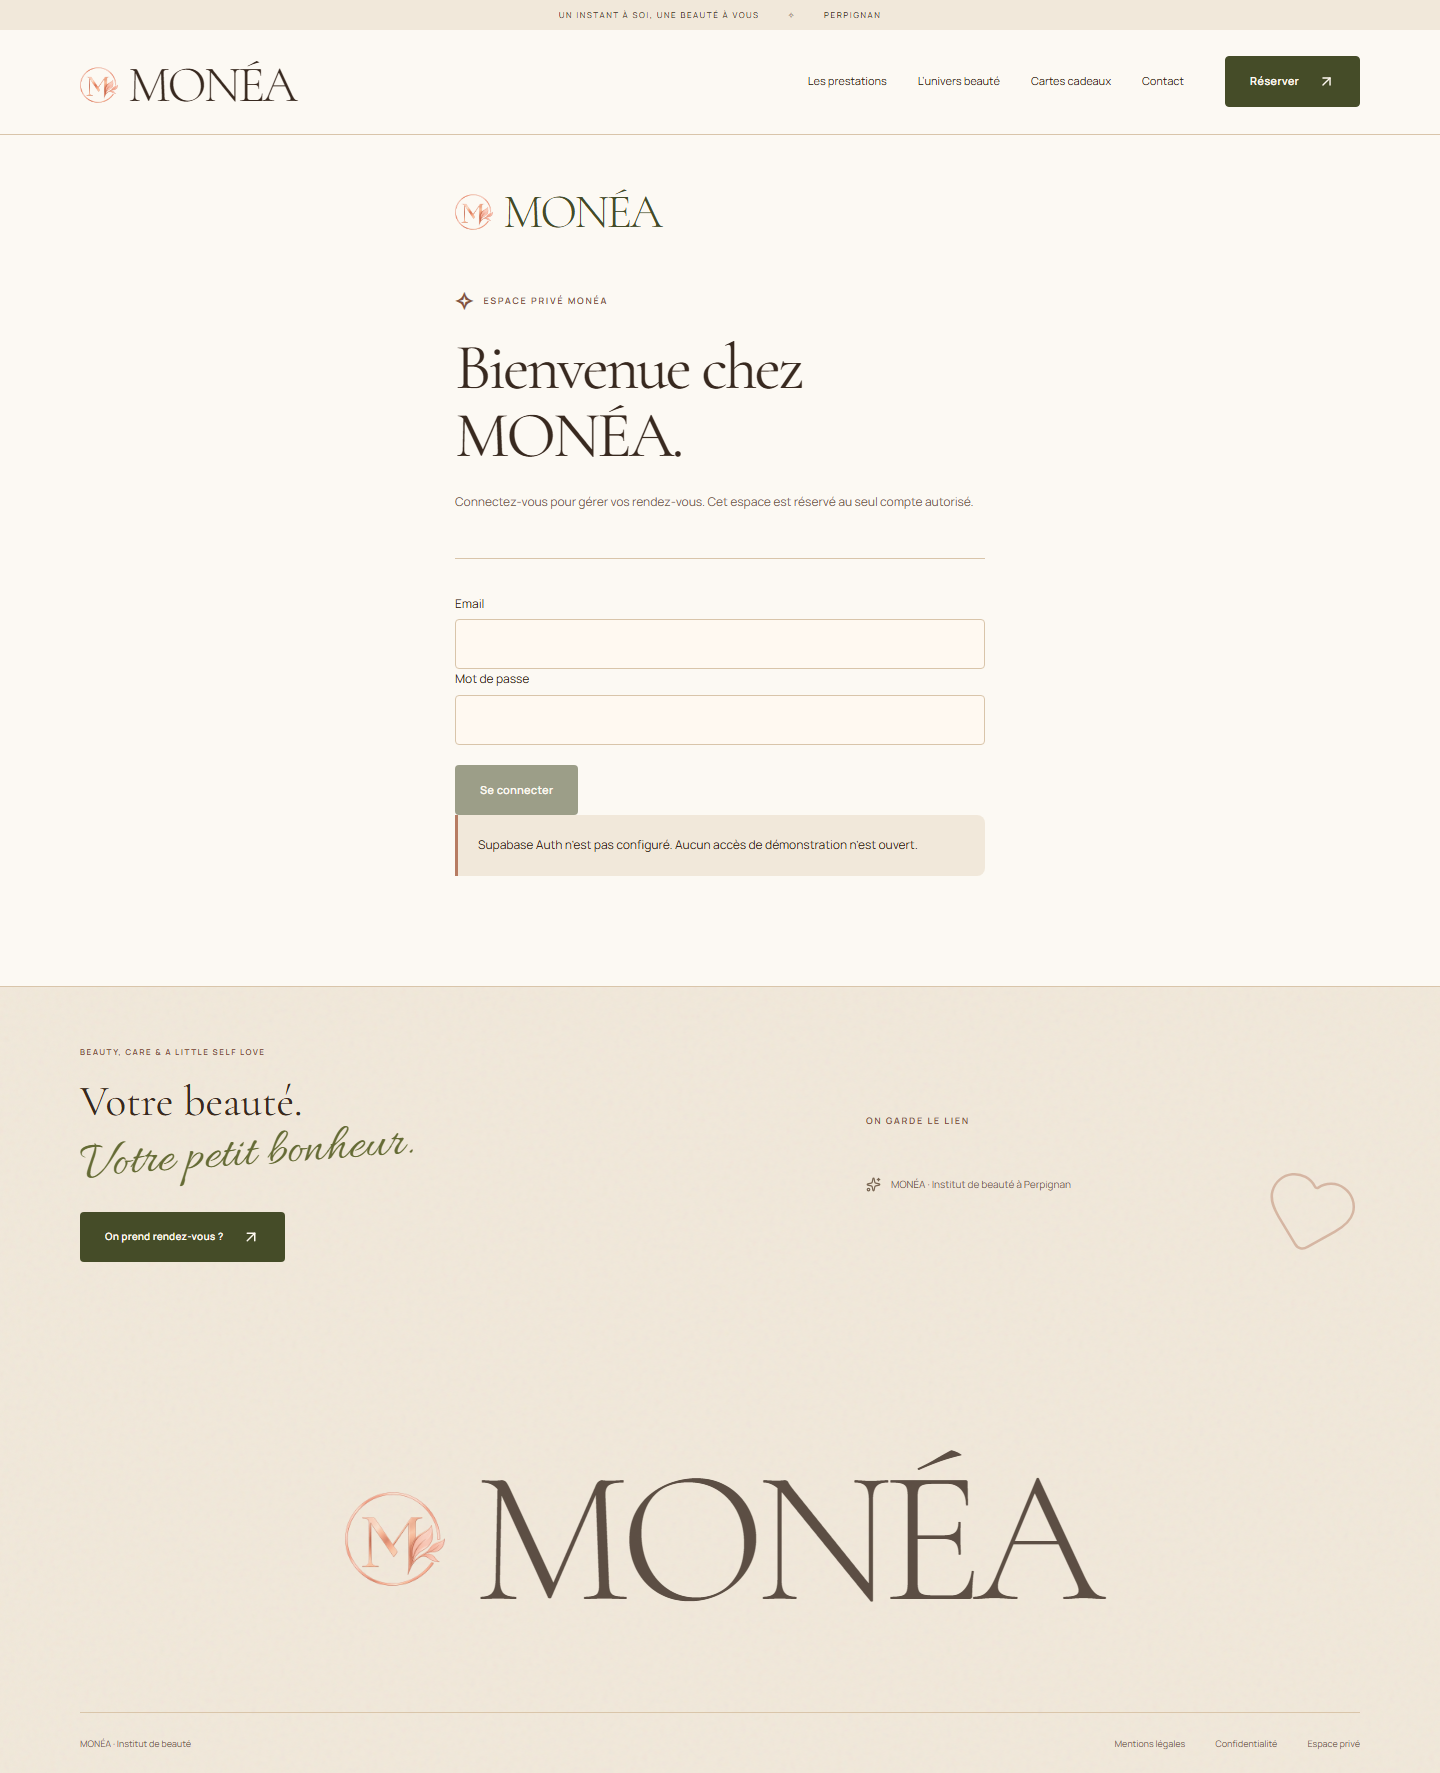 UN INSTANT À SOI, UNE BEAUTÉ À VOUS ✧ PERPIGNAN
M MONÉA
Les prestations L'univers beauté Cartes cadeaux Contact Réserver
M MONÉA
ESPACE PRIVÉ MONÉA
Bienvenue chez
MONÉA.
Connectez-vous pour gérer vos rendez-vous. Cet espace est réservé au seul compte autorisé.
Email
Mot de passe
Se connecter
Supabase Auth n'est pas configuré. Aucun accès de démonstration n'est ouvert.
BEAUTY, CARE & A LITTLE SELF LOVE
Votre beauté.
Votre petit bonheur.
On prend rendez-vous ?
ON GARDE LE LIEN
MONÉA · Institut de beauté à Perpignan
M MONÉA
MONÉA · Institut de beauté
Mentions légales Confidentialité Espace privé